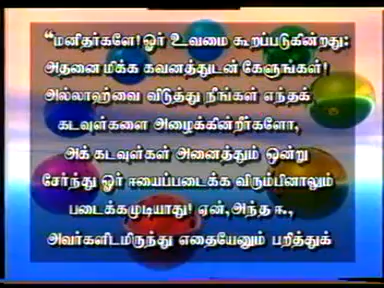 “மனிதர்களே! ஓர் உவமை கூறப்படுகின்றது:
அதனை மிக்க கவனத்துடன் கேளுங்கள்!
அல்லாஹ்வை விடுத்து நீங்கள் எந்தக்
கடவுள்களை அழைக்கின்றீர்களோ,
அக் கடவுள்கள் அனைத்தும் ஒன்று
சேர்ந்து ஓர் ஈயைப்படைக்க விரும்பினாலும்
படைக்கமுடியாது! ஏன்,அந்த ஈ.,
அவர்களிடமிருந்து எதையேனும் பறித்துக்